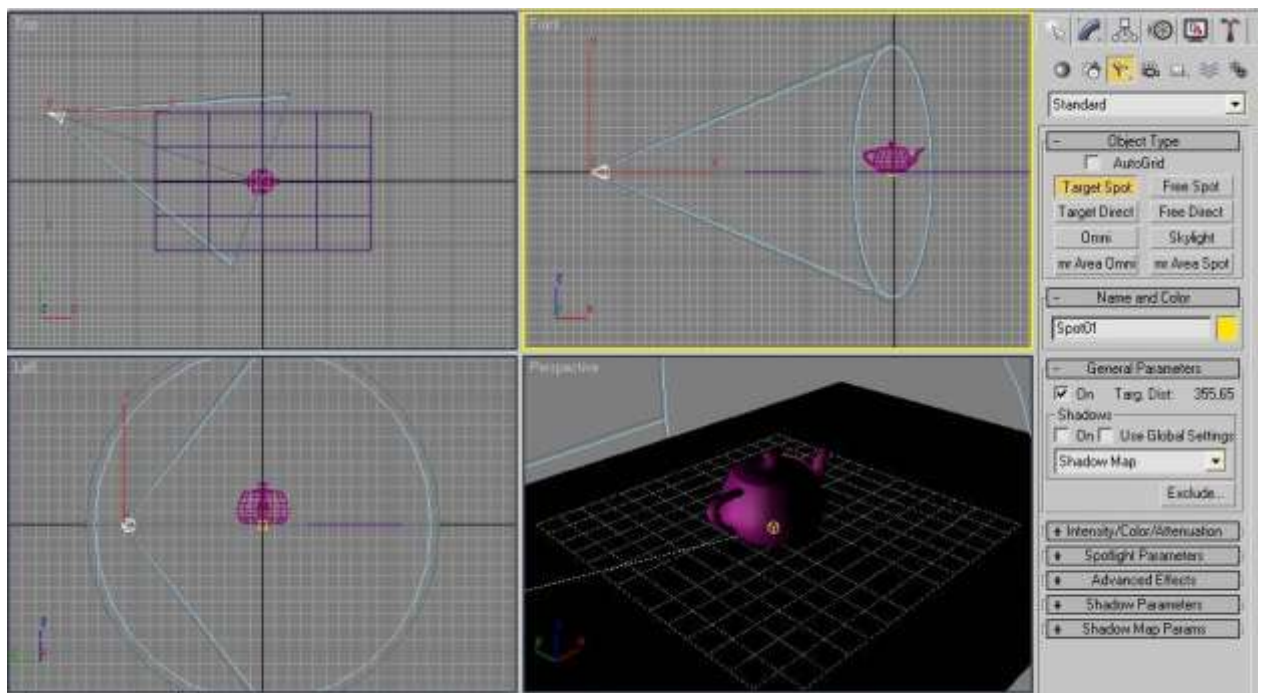 Top
Front
Left
Perspective
Standard
Object Type
AutoGrid
Target Spot Free Spot
Target Direct Free Direct
Omni Skylight
mr Area Omni mr Area Spot
Name and Color
Spot01
General Parameters
On Targ. Dist: 355.65
Shadows
On Use Global Settings
Shadow Map
Exclude...
+ Intensity/Color/Attenuation
+ Spotlight Parameters
+ Advanced Effects
+ Shadow Parameters
+ Shadow Map Params